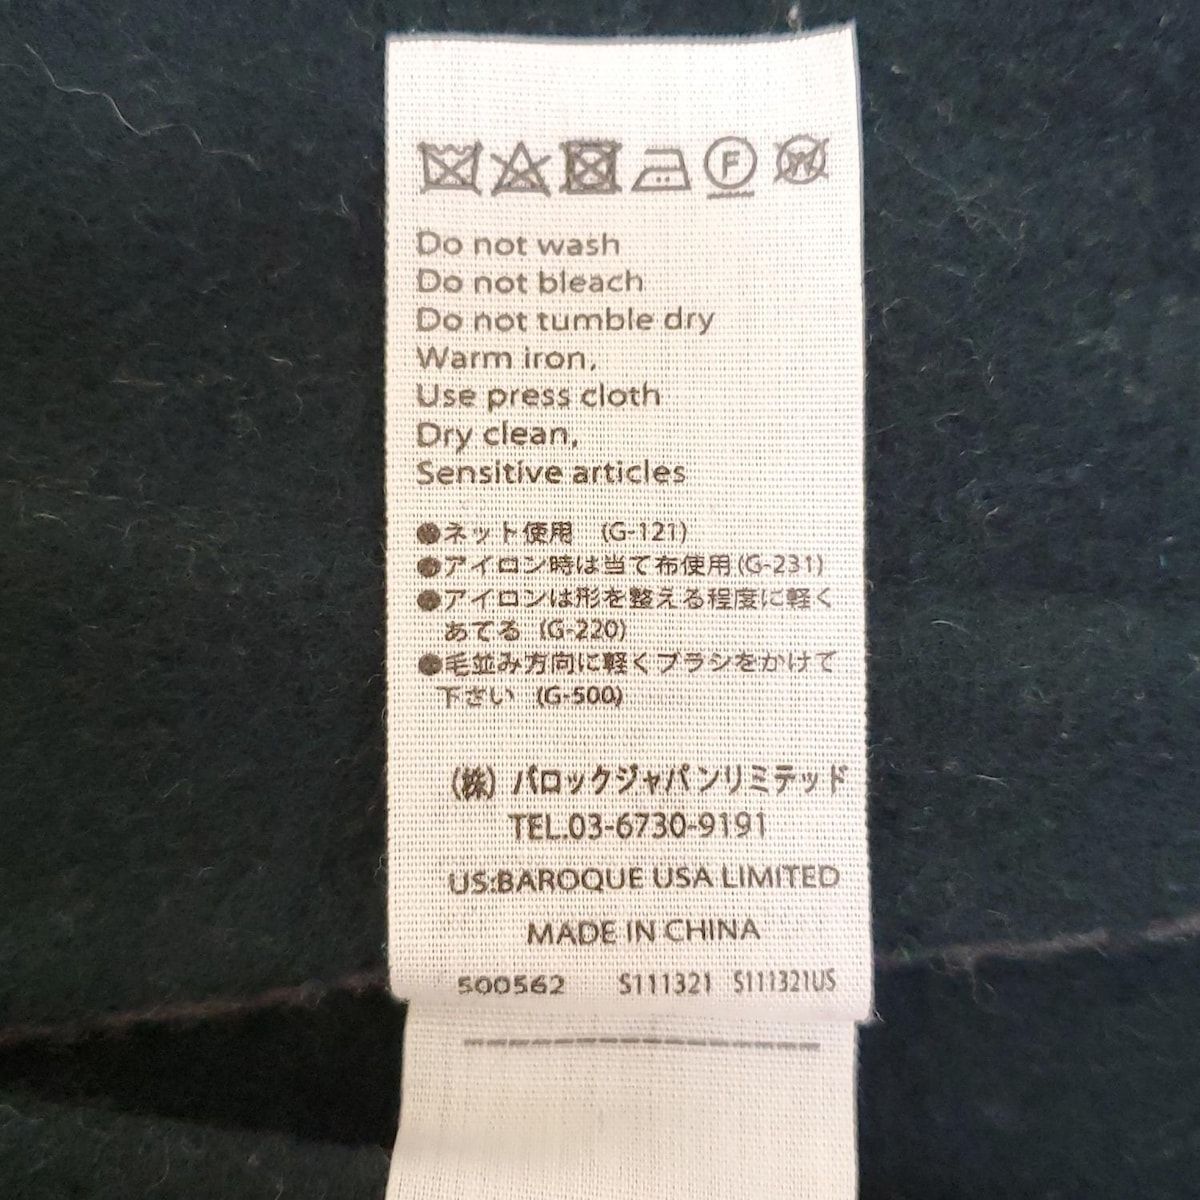 F W
Do not wash
Do not bleach
Do not tumble dry
Warm iron,
Use press cloth
Dry clean,
Sensitive articles
●ネット使用 (G-121)
●アイロン時は当て布使用(G-231)
●アイロンは形を整える程度に軽く
あてる (G-220)
●毛並み方向に軽くブラシをかけて
下さい (G-500)
(株) バロックジャパンリミテッド
TEL.03-6730-9191
US:BAROQUE USA LIMITED
MADE IN CHINA
500562 S111321 S111321US